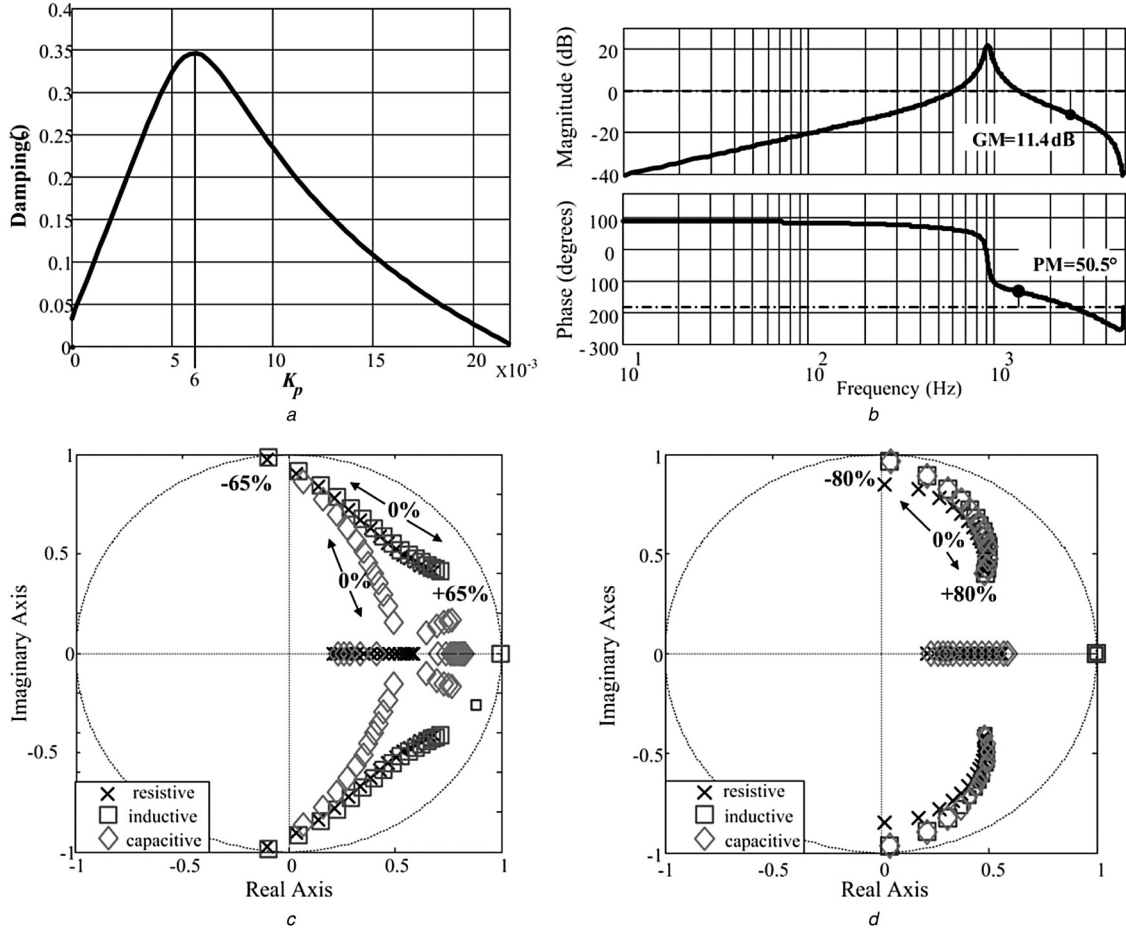 0.4
0.35
0.3
0.25
0.2
0.15
0.1
0.05
0
Damping(ζ)
0 5 10 15 20
6
X10⁻³
Kp
a
20
0
-20
-40
Magnitude (dB)
GM=11.4dB
100
0
100
200
-300
Phase (degrees)
PM=50.5°
10¹ 10² 10³
Frequency (Hz)
b
1
0.5
0
-0.5
-1
Imaginary Axis
-65%
0%
0%
+65%
resistive
inductive
capacitive
-1 -0.5 0 0.5 1
Real Axis
c
1
0.5
0
-0.5
-1
Imaginary Axes
-80%
0%
+80%
resistive
inductive
capacitive
-1 -0.5 0 0.5 1
Real Axis
d